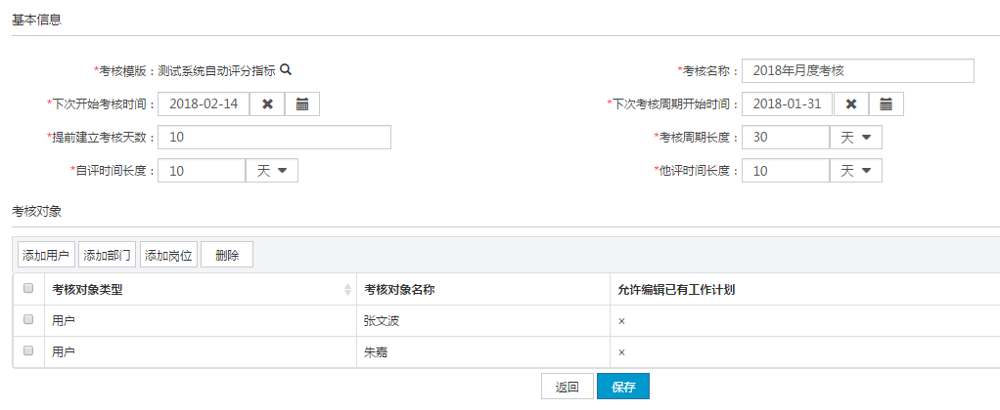 基本信息
*考核模版：测试系统自动评分指标 *考核名称：2018年月度考核
*下次开始考核时间：2018-02-14 *下次考核周期开始时间：2018-01-31
*提前建立考核天数：10 *考核周期长度：30 天
*自评时间长度：10 天 *他评时间长度：10 天
考核对象
添加用户 添加部门 添加岗位 删除
考核对象类型 考核对象名称 允许编辑已有工作计划
用户 张文波 ×
用户 朱嘉 ×
返回 保存